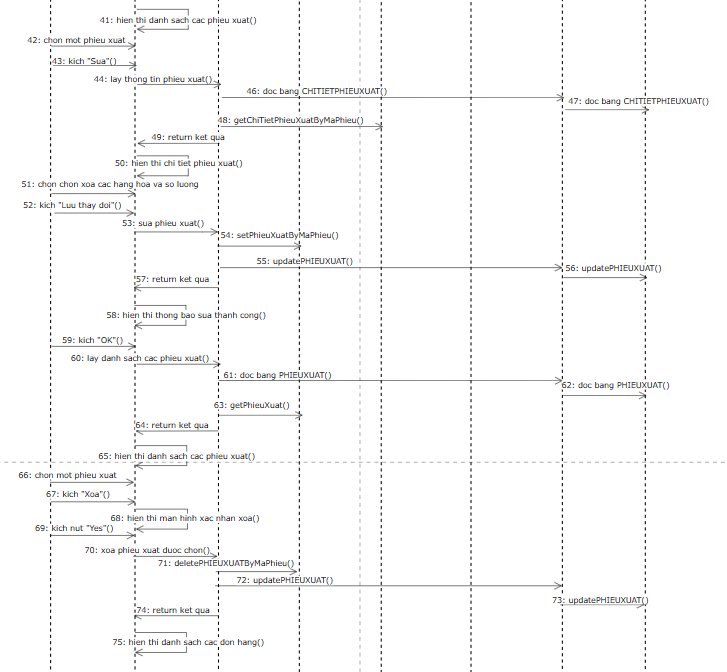 41: hien thi danh sach cac phieu xuat()
42: chon mot phieu xuat
43: kich "Sua"()
44: lay thong tin phieu xuat()
46: doc bang CHITIETPHIEUXUAT()
47: doc bang CHITIETPHIEUXUAT()
48: getChiTietPhieuXuatByMaPhieu()
49: return ket qua
50: hien thi chi tiet phieu xuat()
51: chon chon xoa cac hang hoa va so luong
52: kich "Luu thay doi"()
53: sua phieu xuat()
54: setPhieuXuatByMaPhieu()
55: updatePHIEUXUAT()
56: updatePHIEUXUAT()
57: return ket qua
58: hien thi thong bao sua thanh cong()
59: kich "OK"()
60: lay danh sach cac phieu xuat()
61: doc bang PHIEUXUAT()
62: doc bang PHIEUXUAT()
63: getPhieuXuat()
64: return ket qua
65: hien thi danh sach cac phieu xuat()
66: chon mot phieu xuat
67: kich "Xoa"()
68: hien thi man hinh xac nhan xoa()
69: kich nut "Yes"()
70: xoa phieu xuat duoc chon()
71: deletePHIEUXUATByMaPhieu()
72: updatePHIEUXUAT()
73: updatePHIEUXUAT()
74: return ket qua
75: hien thi danh sach cac don hang()